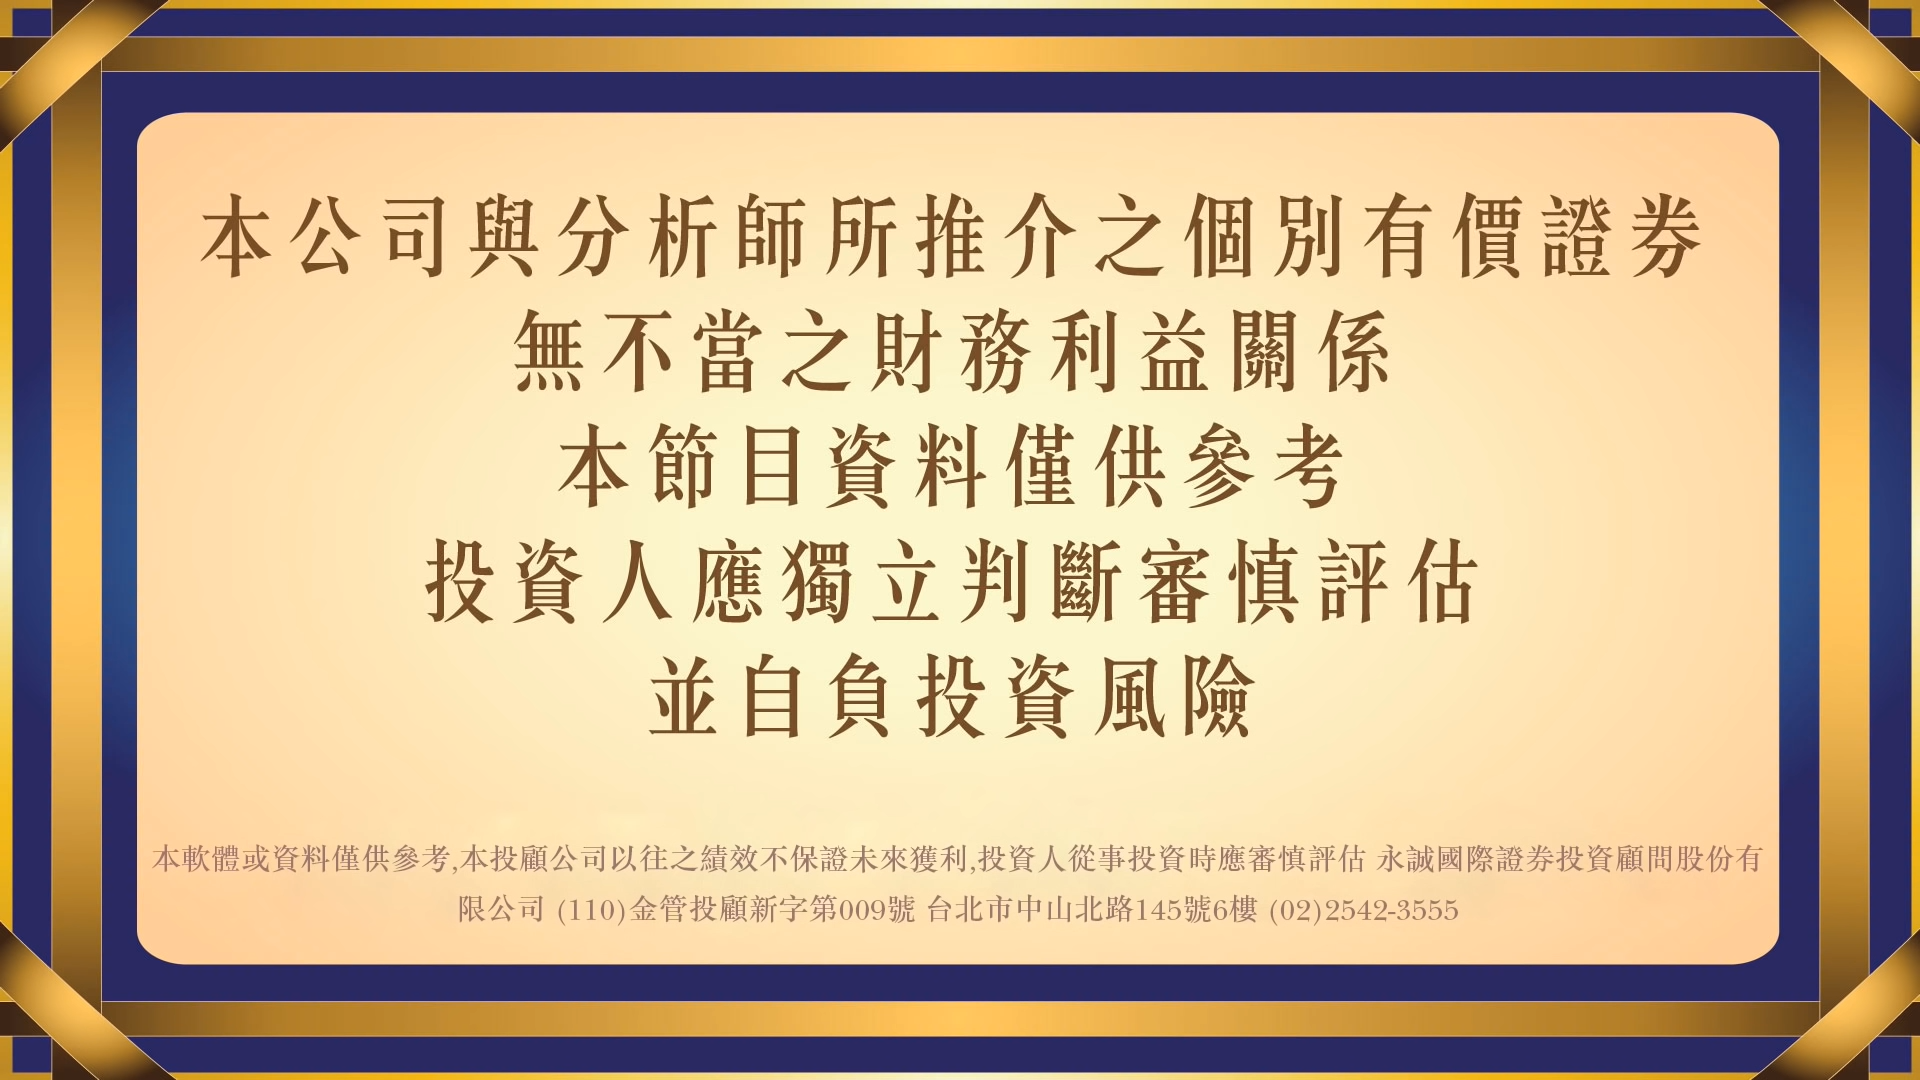 本公司與分析師所推介之個別有價證券
無不當之財務利益關係
本節目資料僅供參考
投資人應獨立判斷審慎評估
並自負投資風險
本軟體或資料僅供參考,本投顧公司以往之績效不保證未來獲利,投資人從事投資時應審慎評估 永誠國際證券投資顧問股份有
限公司 (110)金管投顧新字第009號 台北市中山北路145號6樓 (02)2542-3555